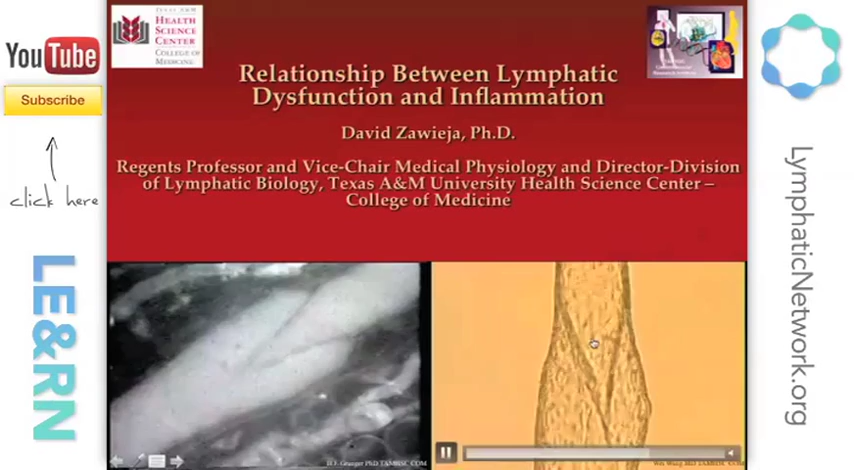 YouTube
Subscribe
click here
LE&RN
TEXAS A&M
HEALTH
SCIENCE
CENTER
COLLEGE OF
MEDICINE
Relationship Between Lymphatic
Dysfunction and Inflammation
David Zawieja, Ph.D.
Regents Professor and Vice-Chair Medical Physiology and Director-Division
of Lymphatic Biology, Texas A&M University Health Science Center –
College of Medicine
LymphaticNetwork.org